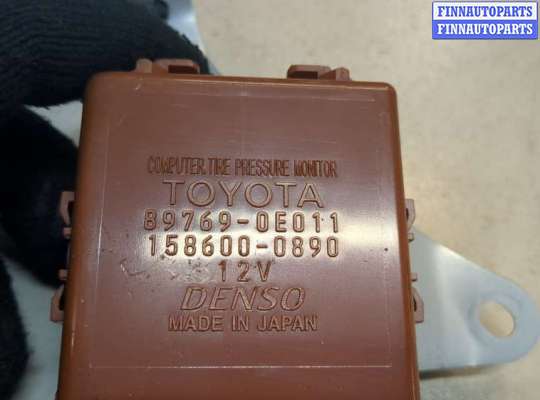 FINNAUTOPARTS
FINNAUTOPARTS
COMPUTER.TIRE PRESSURE MONITOR
TOYOTA
89769-0E011
158600-0890
12V
DENSO
MADE IN JAPAN